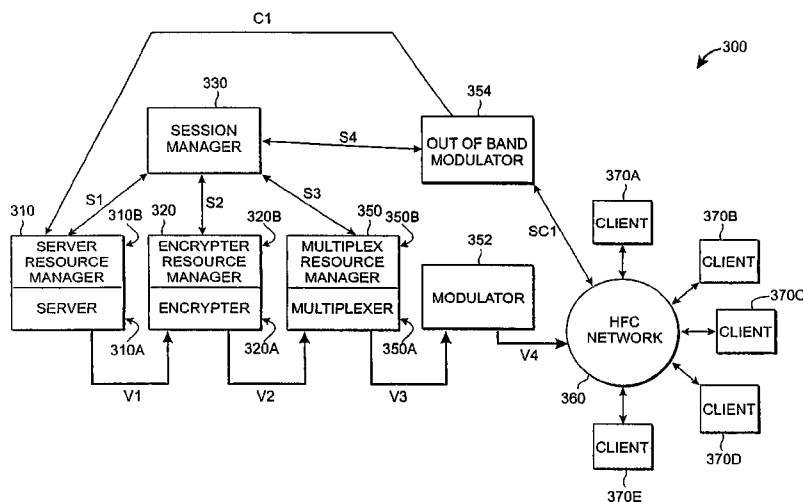 C1
300
330
354
SESSION
MANAGER
S4
OUT OF BAND
MODULATOR
370A
CLIENT
S1
S2
S3
310
310B
320
320B
350
350B
SC1
370B
CLIENT
352
SERVER
RESOURCE
MANAGER
ENCRYPTER
RESOURCE
MANAGER
MULTIPLEX
RESOURCE
MANAGER
MODULATOR
370C
CLIENT
SERVER
ENCRYPTER
MULTIPLEXER
HFC
NETWORK
310A
320A
350A
V4
360
CLIENT
370D
V1
V2
V3
CLIENT
370E